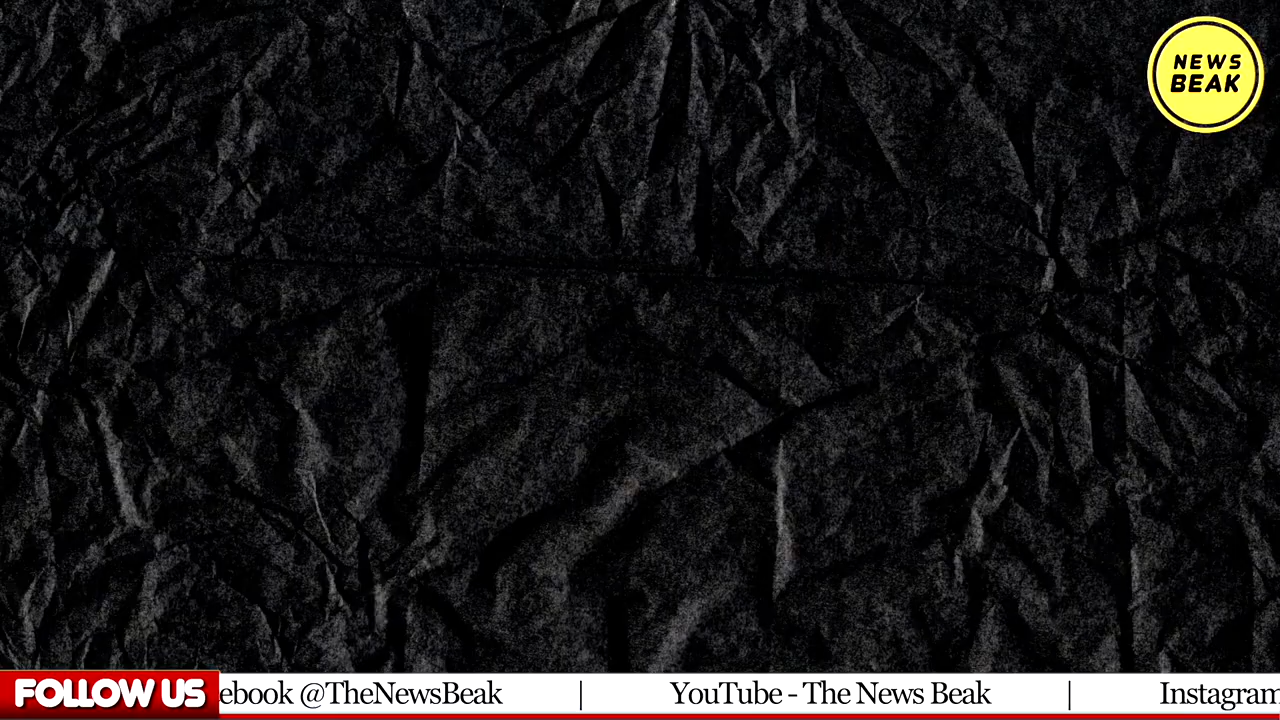 NEWS
BEAK
FOLLOW US
ebook @TheNewsBeak | YouTube - The News Beak | Instagram